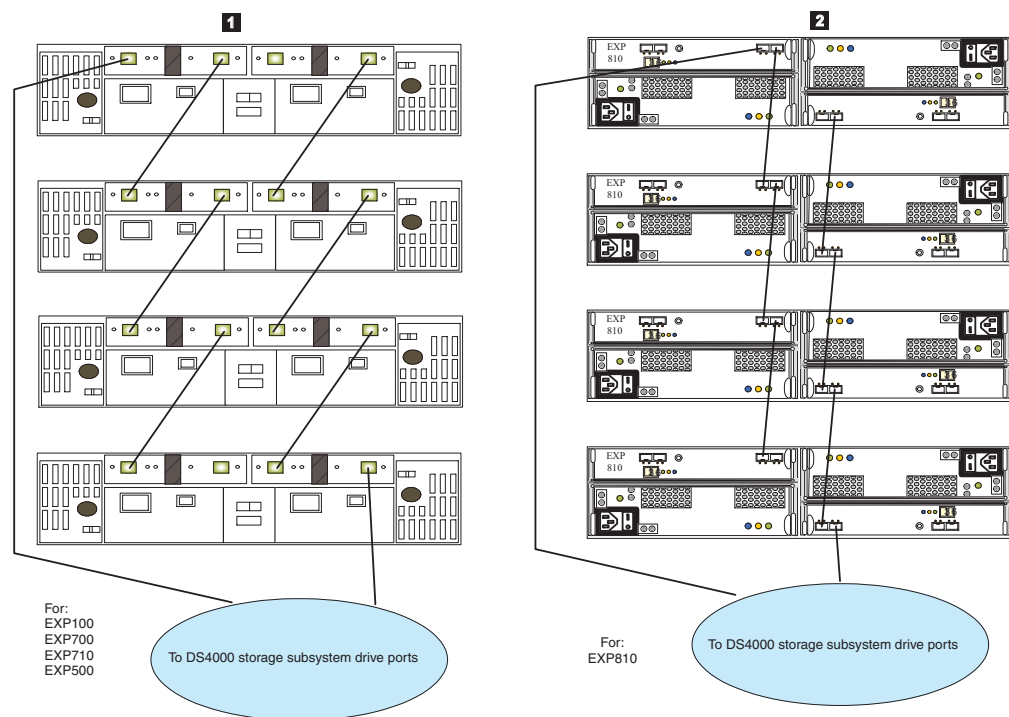 1
2
EXP
810
EXP
810
EXP
810
EXP
810
For:
EXP100
EXP700
EXP710
EXP500
To DS4000 storage subsystem drive ports
For:
EXP810
To DS4000 storage subsystem drive ports